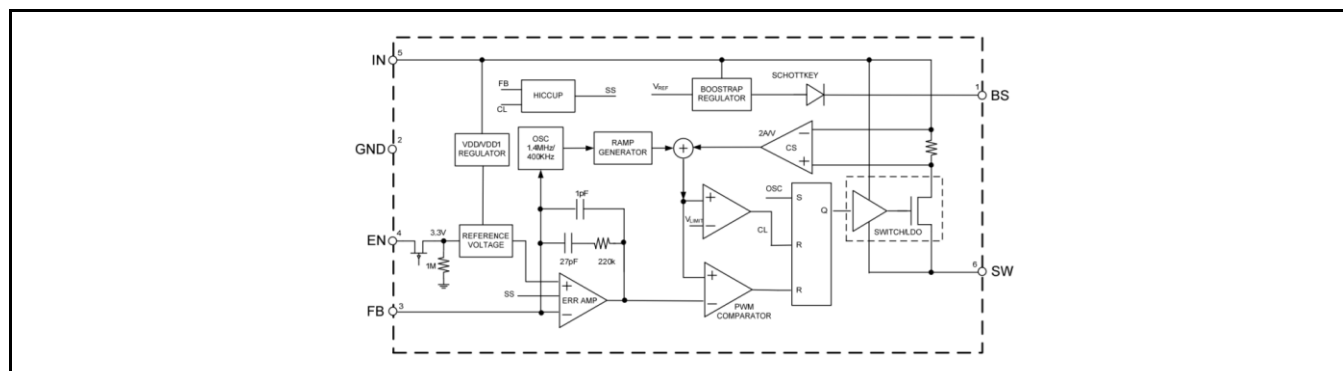 IN
5
FB
CL
HICCUP
SS
VREF
BOOSTRAP
REGULATOR
SCHOTTKEY
1
BS
GND
2
VDD/VDD1
REGULATOR
OSC
1.4MHz/
400KHz
RAMP
GENERATOR
+
2A/V
CS
−
+
1pF
27pF
220k
VLIMIT
+
−
CL
OSC
S
Q
R
R
SWITCH/LDO
EN
4
3.3V
1M
REFERENCE
VOLTAGE
SS
+
ERR AMP
−
+
−
PWM
COMPARATOR
6
SW
FB
3